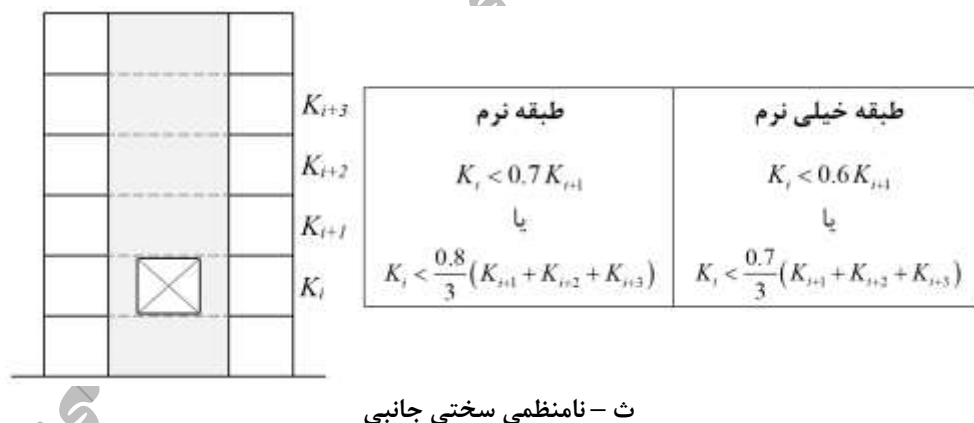 K_{i+3}
K_{i+2}
K_{i+1}
K_i
طبقه خیلی نرم
K_i < 0.6 K_{i+1}
یا
K_i < \frac{0.7}{3} (K_{i+1} + K_{i+2} + K_{i+3})
طبقه نرم
K_i < 0.7 K_{i+1}
یا
K_i < \frac{0.8}{3} (K_{i+1} + K_{i+2} + K_{i+3})
ث – نامنظمی سختی جانبی